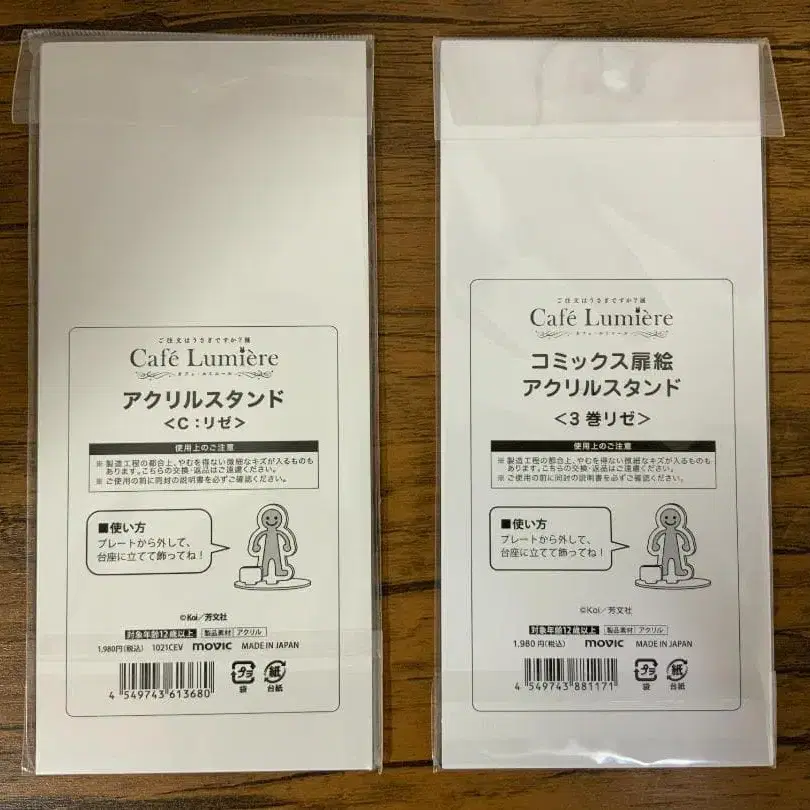 ご注文はうさぎですか?展
Café Lumière
カフェ・ルミエール
アクリルスタンド
<C:リゼ>
使用上のご注意
※ 製造工程の都合上、やむを得ない微細なキズが入るものも
あります。こちらの交換・返品はご遠慮ください。
※ ご使用の前に同封の説明書を必ずご確認ください。
■使い方
プレートから外して、
台座に立てて飾ってね!
©Koi/芳文社
対象年齢12歳以上 製品素材 アクリル
1,980円(税込) 1021CEV movic MADE IN JAPAN
4 549743 613680
プラ
袋
紙
台紙
ご注文はうさぎですか?展
Café Lumière
カフェ・ルミエール
コミックス扉絵
アクリルスタンド
<3 巻リゼ>
使用上のご注意
※ 製造工程の都合上、やむを得ない微細なキズが入るものも
あります。こちらの交換・返品はご遠慮ください。
※ ご使用の前に同封の説明書を必ずご確認ください。
■使い方
プレートから外して、
台座に立てて飾ってね!
©Koi/芳文社
対象年齢12歳以上 製品素材 アクリル
1,980 円(税込) movic MADE IN JAPAN
4 549743 881171
プラ
袋
紙
台紙